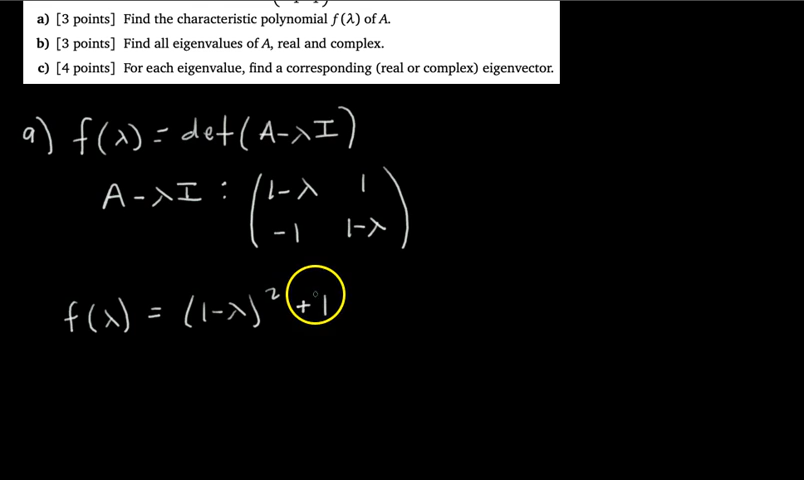 a) [3 points] Find the characteristic polynomial f(λ) of A.
b) [3 points] Find all eigenvalues of A, real and complex.
c) [4 points] For each eigenvalue, find a corresponding (real or complex) eigenvector.
a) f(λ) = det(A-λI)
A-λI : (1-λ 1
-1 1-λ)
f(λ) = (1-λ)² + 1